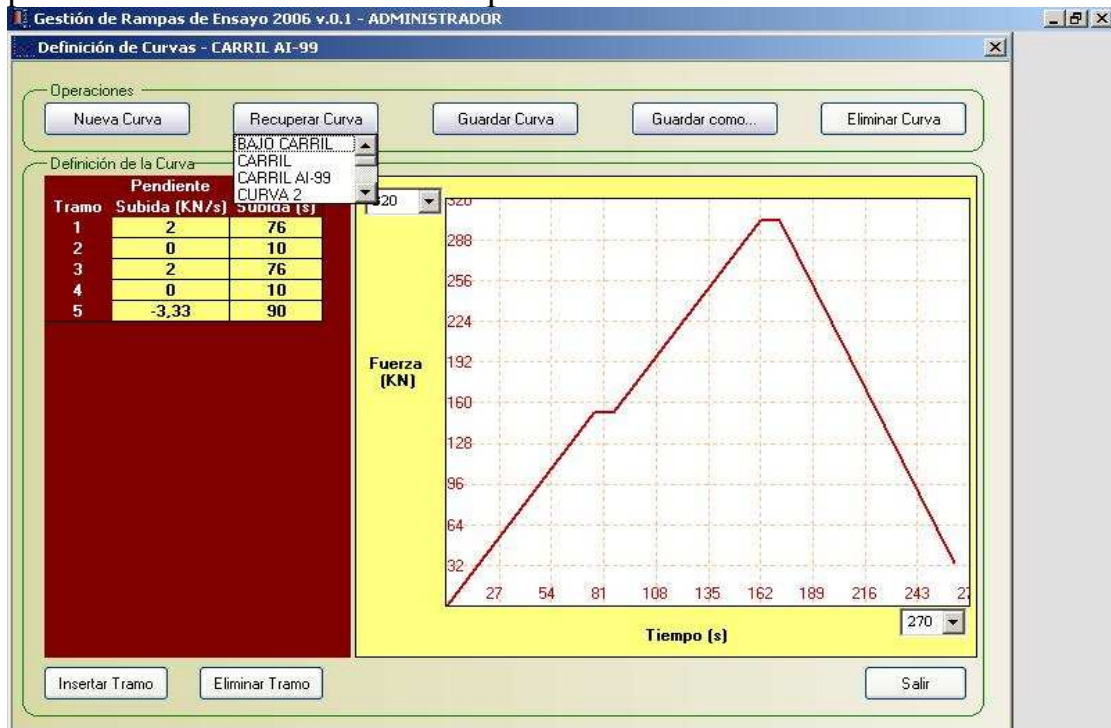 Gestión de Rampas de Ensayo 2006 v.0.1 - ADMINISTRADOR
Definición de Curvas - CARRIL AI-99
Operaciones
Nueva Curva
Recuperar Curva
Guardar Curva
Guardar como...
Eliminar Curva
BAJO CARRIL
CARRIL
CARRIL AI-99
CURVA 2
Definición de la Curva
Pendiente
Tramo Subida (KN/s) Subida (s)
1 2 76
2 0 10
3 2 76
4 0 10
5 -3,33 90
320
320
288
256
224
192
160
128
96
64
32
Fuerza
(KN)
27 54 81 108 135 162 189 216 243
Tiempo (s)
270
Insertar Tramo
Eliminar Tramo
Salir